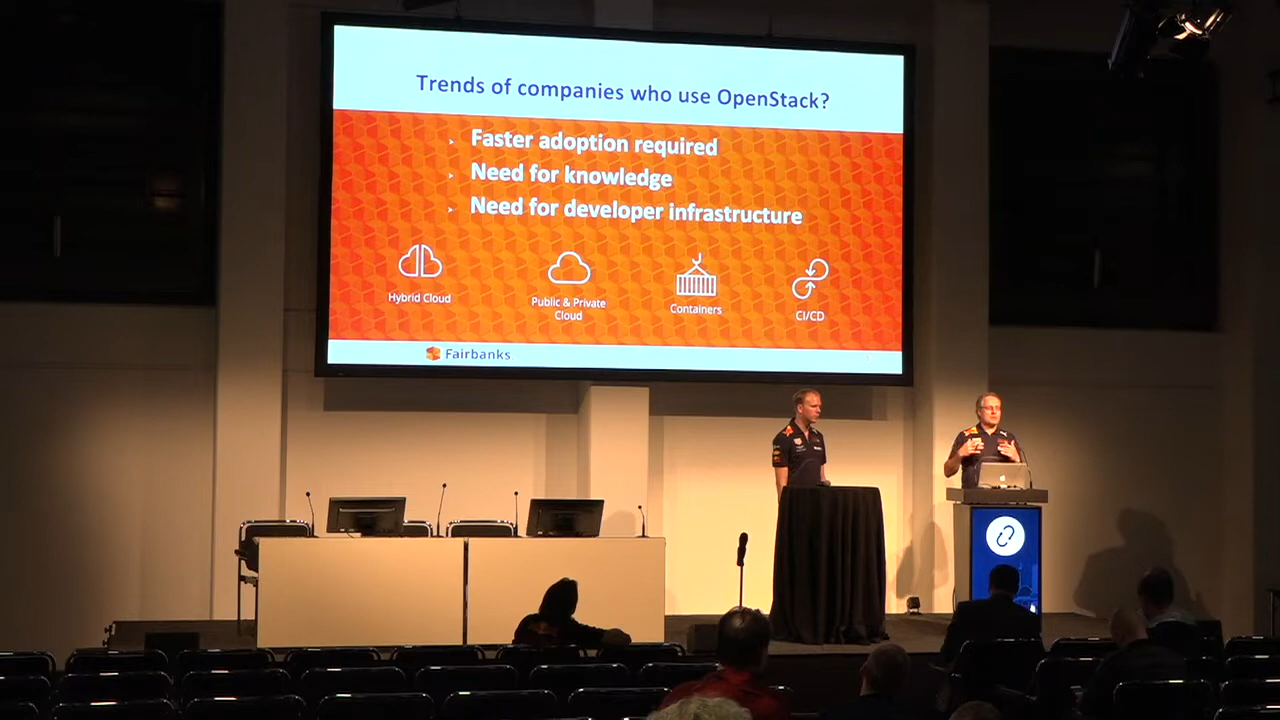 Trends of companies who use OpenStack?
Faster adoption required
Need for knowledge
Need for developer infrastructure
Hybrid Cloud
Public & Private
Cloud
Containers
CI/CD
Fairbanks